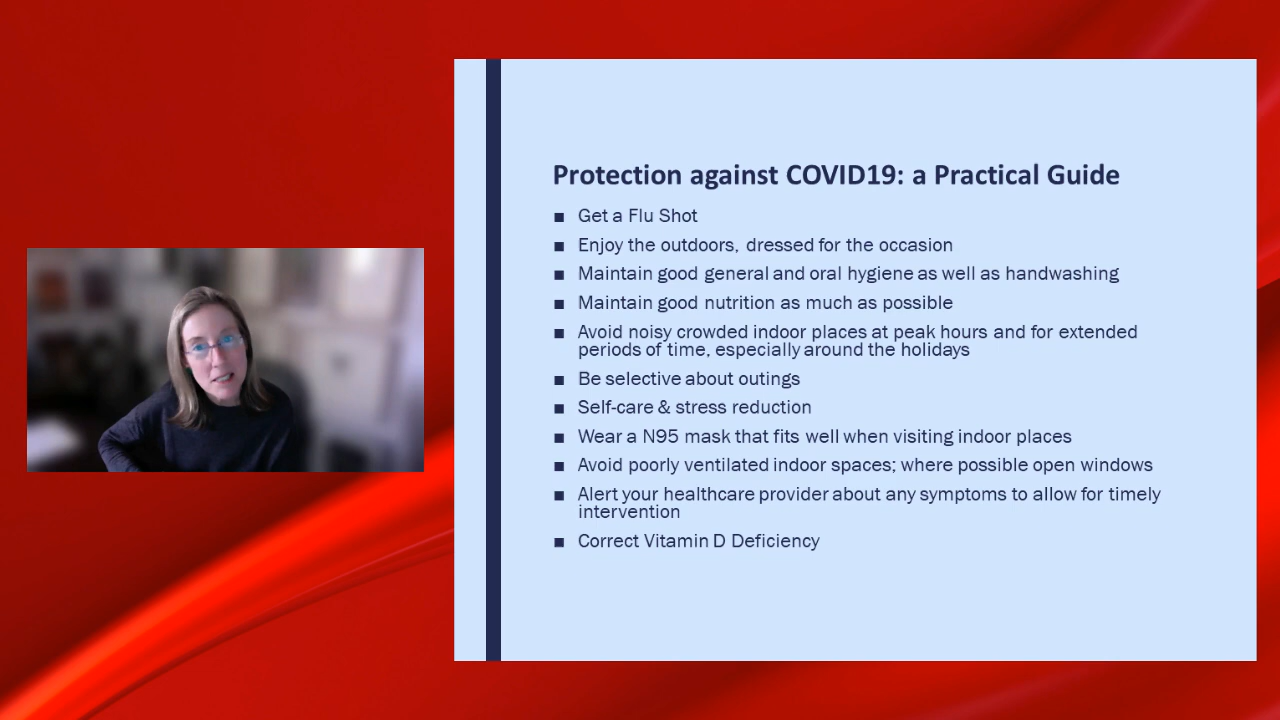 Protection against COVID19: a Practical Guide
■ Get a Flu Shot
■ Enjoy the outdoors, dressed for the occasion
■ Maintain good general and oral hygiene as well as handwashing
■ Maintain good nutrition as much as possible
■ Avoid noisy crowded indoor places at peak hours and for extended
periods of time, especially around the holidays
■ Be selective about outings
■ Self-care & stress reduction
■ Wear a N95 mask that fits well when visiting indoor places
■ Avoid poorly ventilated indoor spaces; where possible open windows
■ Alert your healthcare provider about any symptoms to allow for timely
intervention
■ Correct Vitamin D Deficiency